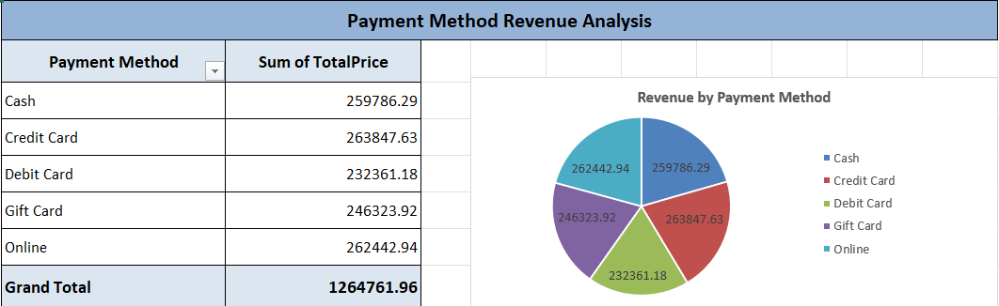 Payment Method Revenue Analysis
Payment Method Sum of TotalPrice
Cash 259786.29
Credit Card 263847.63
Debit Card 232361.18
Gift Card 246323.92
Online 262442.94
Grand Total 1264761.96
Revenue by Payment Method
262442.94 259786.29
246323.92 263847.63
232361.18
Cash
Credit Card
Debit Card
Gift Card
Online